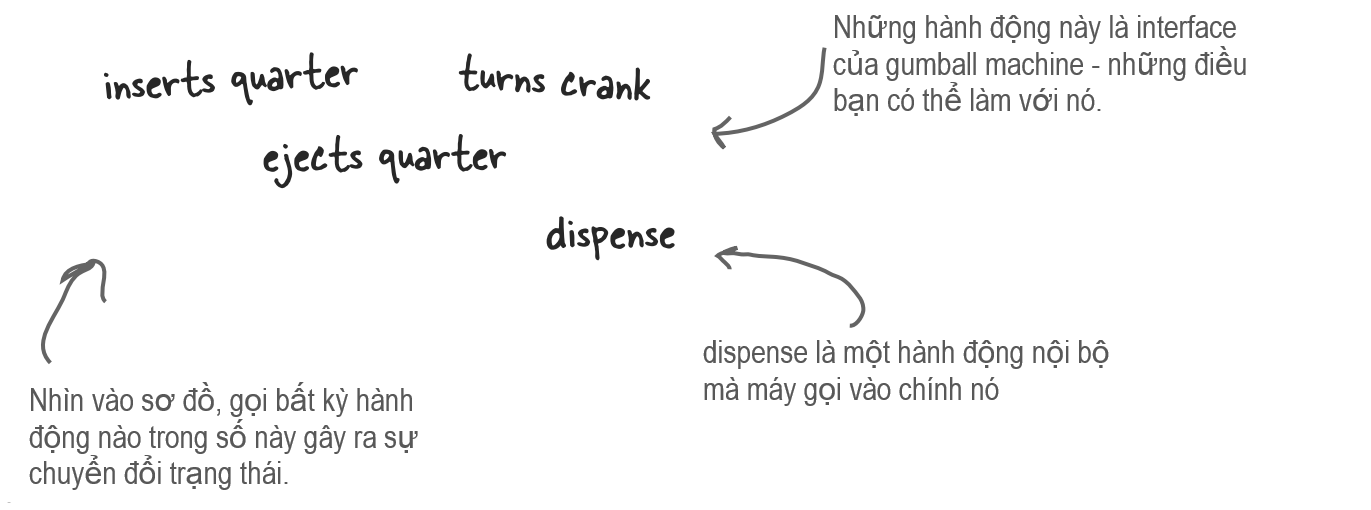 Những hành động này là interface
của gumball machine - những điều
bạn có thể làm với nó.
inserts quarter
turns crank
ejects quarter
dispense
dispense là một hành động nội bộ
mà máy gọi vào chính nó
Nhìn vào sơ đồ, gọi bất kỳ hành
động nào trong số này gây ra sự
chuyển đổi trạng thái.